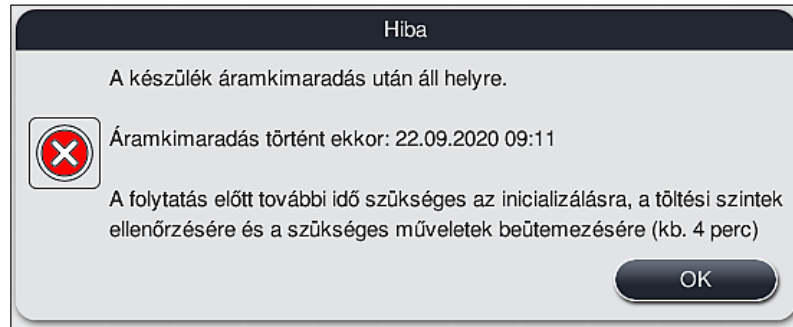 Hiba
A készülék áramkimaradás után áll helyre.
Áramkimaradás történt ekkor: 22.09.2020 09:11
A folytatás előtt további idő szükséges az inicializálásra, a töltési szintek
ellenőrzésére és a szükséges műveletek beütemezésére (kb. 4 perc)
OK